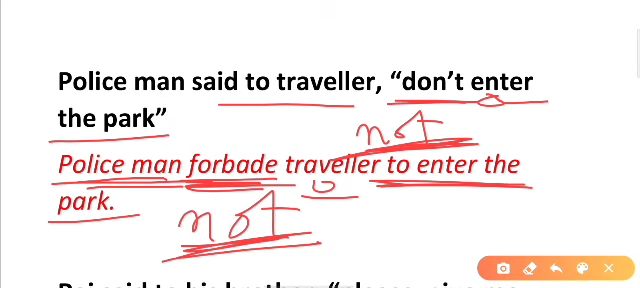 Police man said to traveller, “don’t enter
the park”
not
Police man forbade traveller to enter the
park.
not